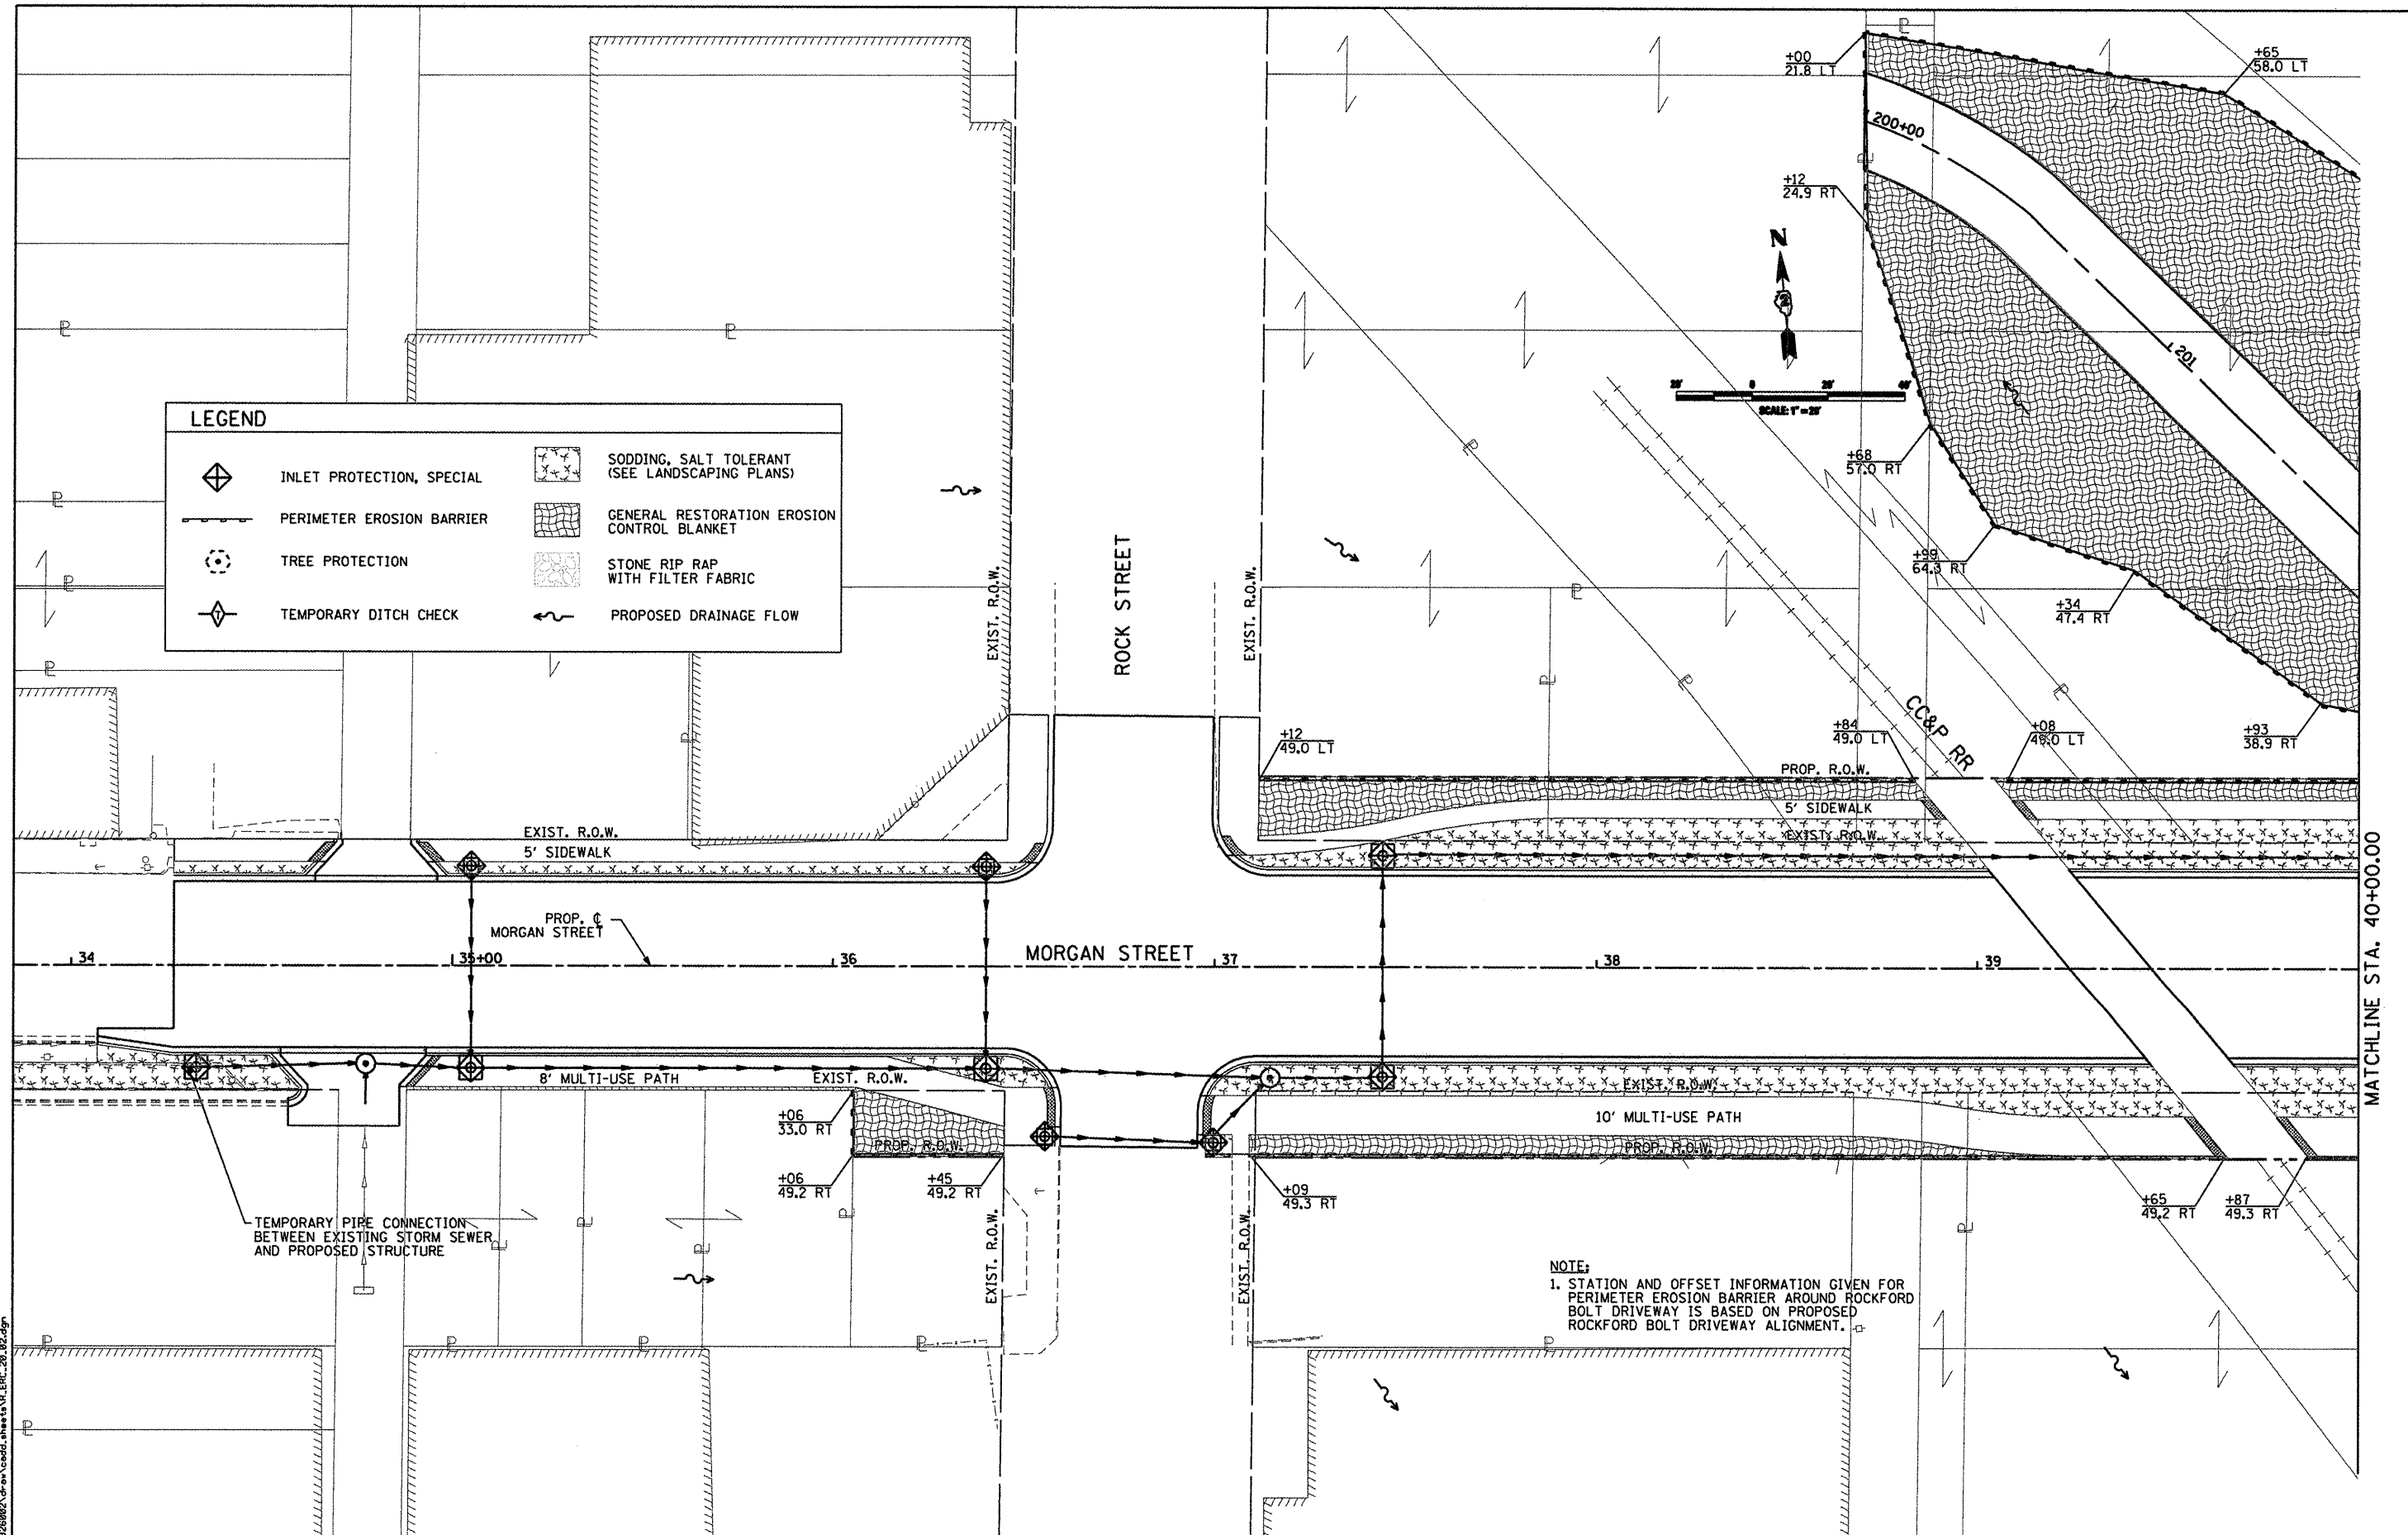 +00
21.8 LT
+65
58.0 LT
200+00
+12
24.9 RT
N
2
201
20' 0 20' 40'
SCALE: 1" = 20'
LEGEND
INLET PROTECTION, SPECIAL
PERIMETER EROSION BARRIER
TREE PROTECTION
T
TEMPORARY DITCH CHECK
SODDING, SALT TOLERANT
(SEE LANDSCAPING PLANS)
GENERAL RESTORATION EROSION
CONTROL BLANKET
STONE RIP RAP
WITH FILTER FABRIC
PROPOSED DRAINAGE FLOW
+68
57.0 RT
+99
64.3 RT
+34
47.4 RT
+93
38.9 RT
EXIST. R.O.W.
ROCK STREET
EXIST. R.O.W.
CC&P RR
+12
49.0 LT
+84
49.0 LT
+08
49.0 LT
PROP. R.O.W.
5' SIDEWALK
EXIST. R.O.W.
EXIST. R.O.W.
5' SIDEWALK
PROP. ℄
MORGAN STREET
MORGAN STREET
34
35+00
36
37
38
39
MATCHLINE STA. 40+00.00
8' MULTI-USE PATH
EXIST. R.O.W.
EXIST. R.O.W.
10' MULTI-USE PATH
PROP. R.O.W.
PROP. R.O.W.
+06
33.0 RT
+06
49.2 RT
+45
49.2 RT
+09
49.3 RT
+65
49.2 RT
+87
49.3 RT
TEMPORARY PIPE CONNECTION
BETWEEN EXISTING STORM SEWER
AND PROPOSED STRUCTURE
EXIST. R.O.W.
EXIST. R.O.W.
NOTE:
1. STATION AND OFFSET INFORMATION GIVEN FOR
PERIMETER EROSION BARRIER AROUND ROCKFORD
BOLT DRIVEWAY IS BASED ON PROPOSED
ROCKFORD BOLT DRIVEWAY ALIGNMENT.